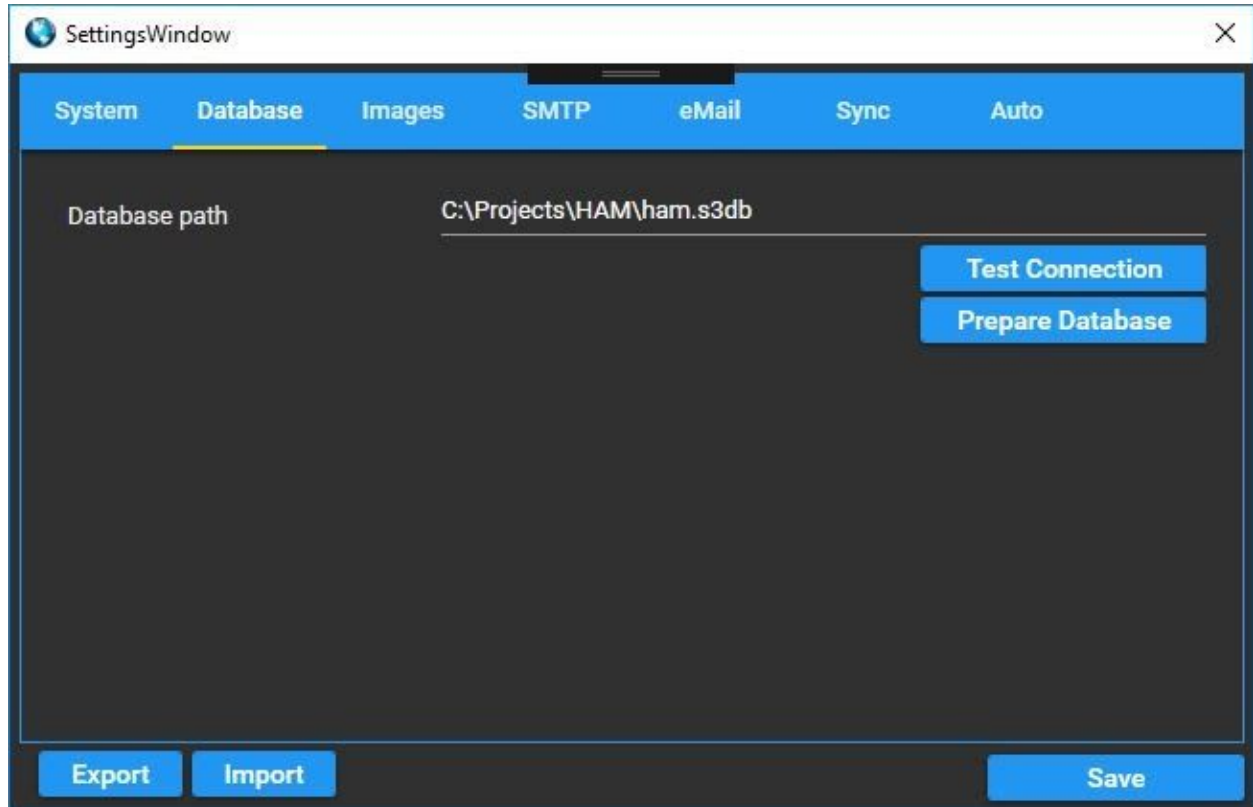 SettingsWindow
System Database Images SMTP eMail Sync Auto
Database path C:\Projects\HAM\ham.s3db
Test Connection
Prepare Database
Export Import Save